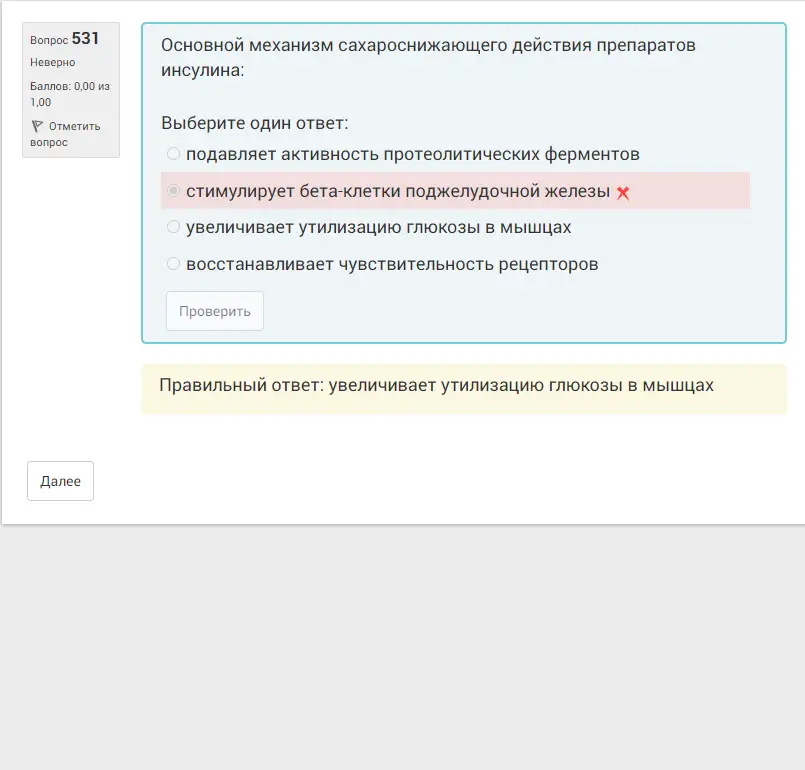 Вопрос 531
Неверно
Баллов: 0,00 из
1,00
Отметить
вопрос
Основной механизм сахароснижающего действия препаратов
инсулина:
Выберите один ответ:
подавляет активность протеолитических ферментов
стимулирует бета-клетки поджелудочной железы
увеличивает утилизацию глюкозы в мышцах
восстанавливает чувствительность рецепторов
Проверить
Правильный ответ: увеличивает утилизацию глюкозы в мышцах
Далее